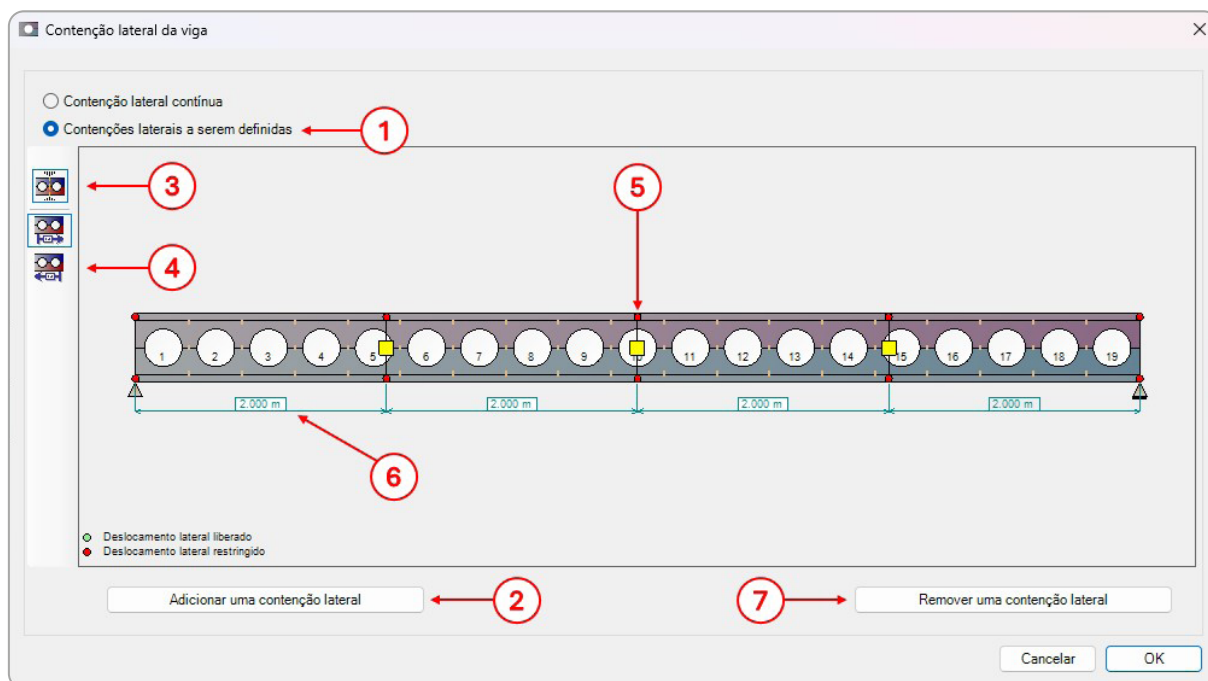 Contenção lateral da viga
Contenção lateral contínua
Contenções laterais a serem definidas
1
3
5
4
1 2 3 4 5 6 7 8 9 10 11 12 13 14 15 16 17 18 19
2.000 m 2.000 m 2.000 m 2.000 m
6
Deslocamento lateral liberado
Deslocamento lateral restringido
Adicionar uma contenção lateral
2
7
Remover uma contenção lateral
Cancelar
OK